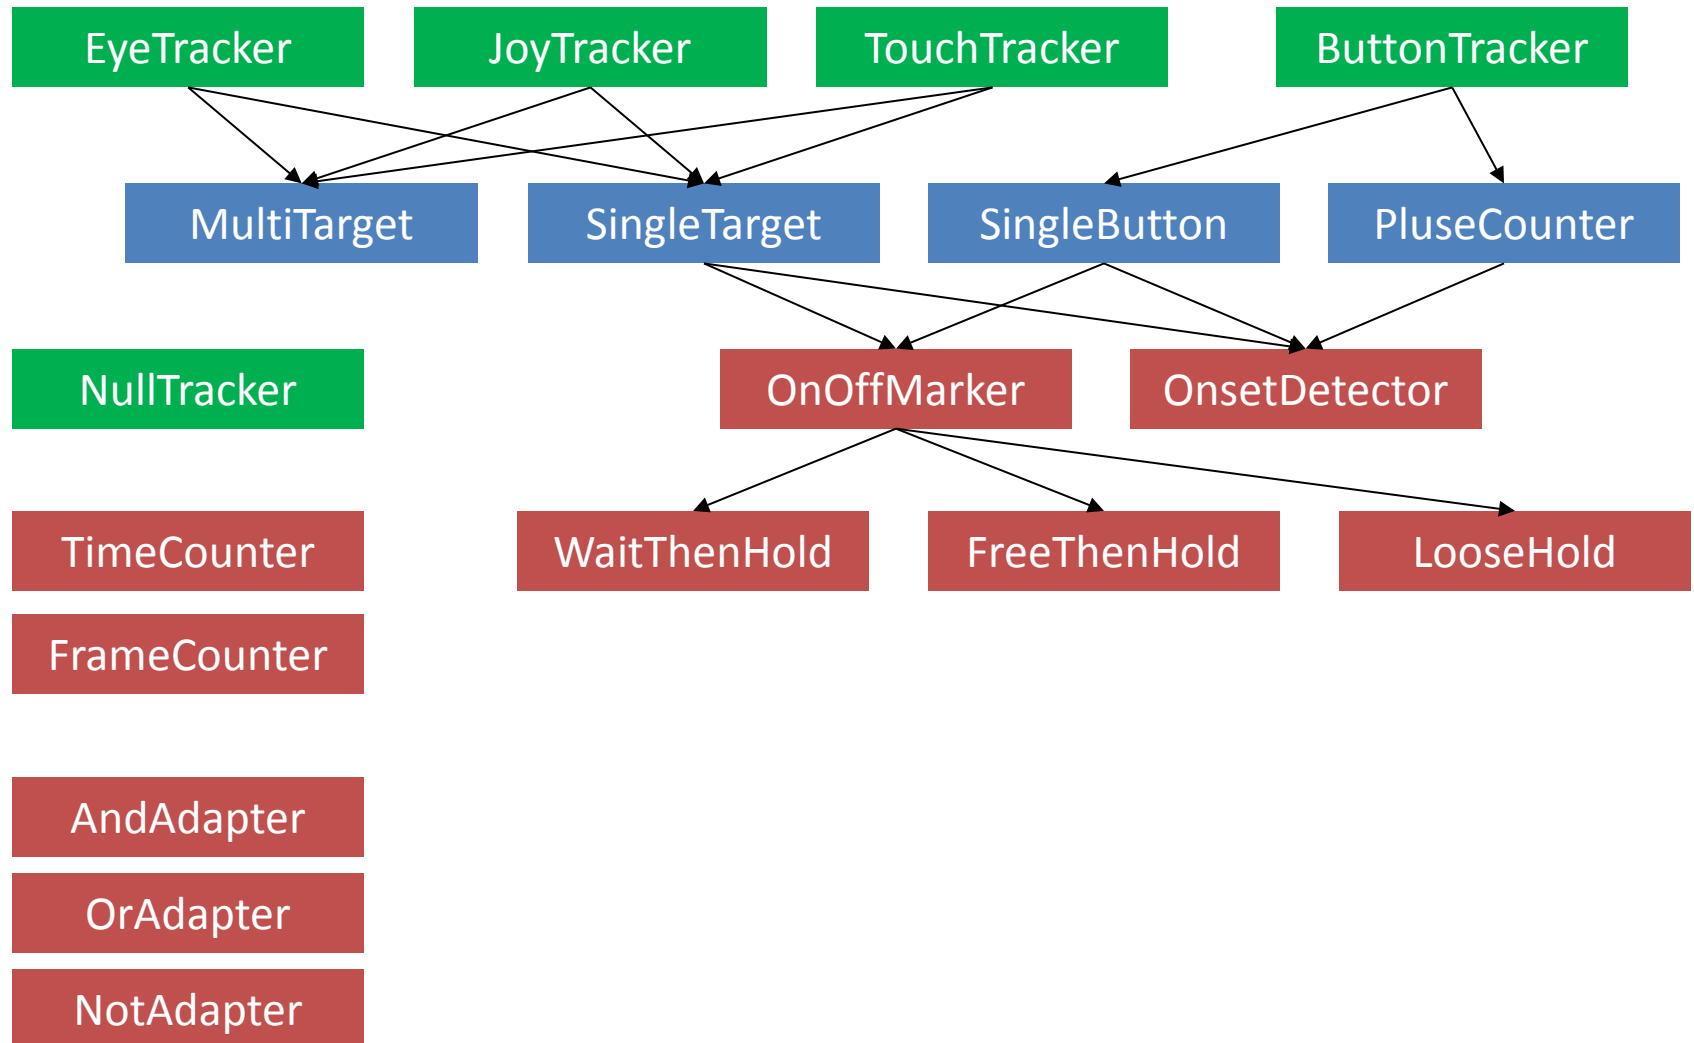 EyeTracker
JoyTracker
TouchTracker
ButtonTracker
MultiTarget
SingleTarget
SingleButton
PluseCounter
NullTracker
OnOffMarker
OnsetDetector
TimeCounter
WaitThenHold
FreeThenHold
LooseHold
FrameCounter
AndAdapter
OrAdapter
NotAdapter